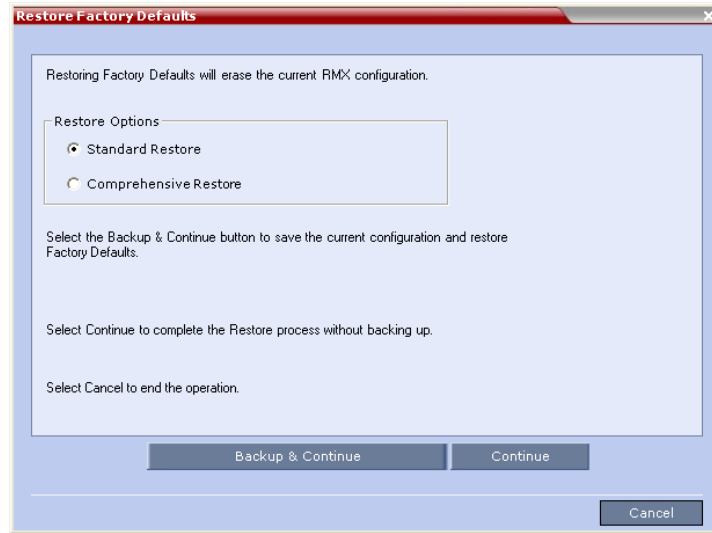 Restore Factory Defaults
Restoring Factory Defaults will erase the current RMX configuration.
Restore Options
Standard Restore
Comprehensive Restore
Select the Backup & Continue button to save the current configuration and restore
Factory Defaults.
Select Continue to complete the Restore process without backing up.
Select Cancel to end the operation.
Backup & Continue
Continue
Cancel